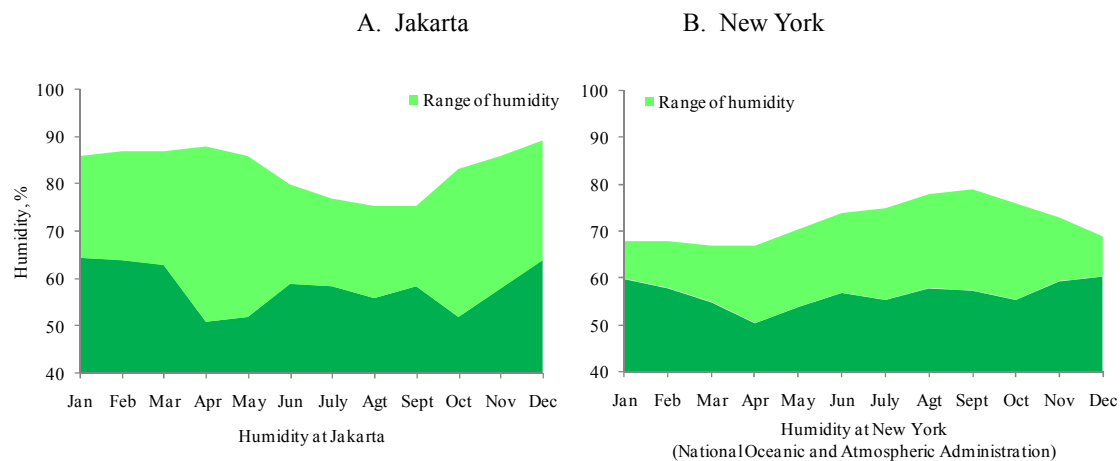 A. Jakarta
B. New York
100
90
80
70
60
50
40
Humidity, %
Range of humidity
Jan Feb Mar Apr May Jun July Agt Sept Oct Nov Dec
Humidity at Jakarta
100
90
80
70
60
50
40
Range of humidity
Jan Feb Mar Apr May Jun July Agt Sept Oct Nov Dec
Humidity at New York
(National Oceanic and Atmospheric Administration)